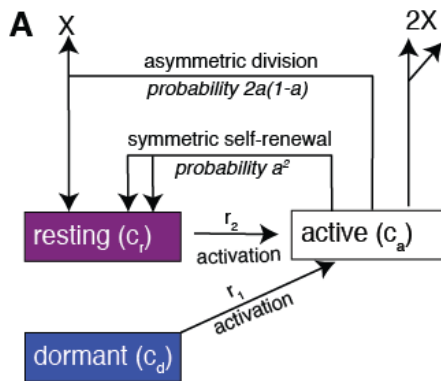 A
X
2X
asymmetric division
probability 2a(1-a)
symmetric self-renewal
probability a²
resting (cᵣ)
r₂
activation
active (cₐ)
r₁
activation
dormant (c_d)